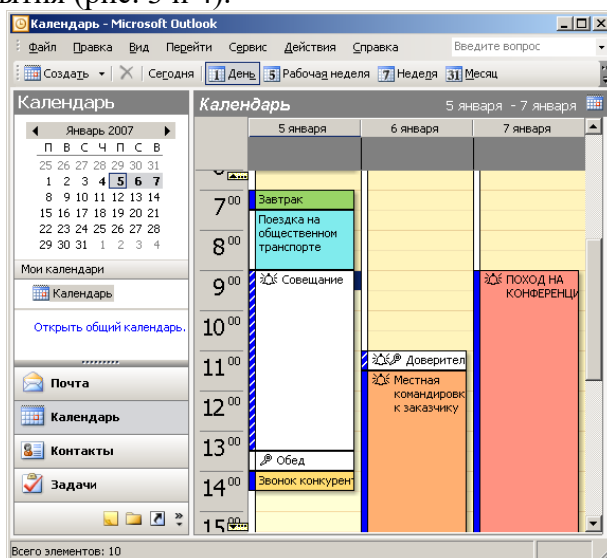 бытия (рис. 3 и 4).
Календарь - Microsoft Outlook
Файл Правка Вид Перейти Сервис Действия Справка Введите вопрос
Создать Сегодня 1 День 5 Рабочая неделя 7 Неделя 31 Месяц
Календарь
Январь 2007
П В С Ч П С В
25 26 27 28 29 30 31
1 2 3 4 5 6 7
8 9 10 11 12 13 14
15 16 17 18 19 20 21
22 23 24 25 26 27 28
29 30 31 1 2 3 4
Мои календари
Календарь
Открыть общий календарь.
Почта
Календарь
Контакты
Задачи
Календарь 5 января - 7 января
5 января 6 января 7 января
7 00 Завтрак
Поездка на
общественном
8 00 транспорте
9 00 Совещание ПОХОД НА
КОНФЕРЕНЦИ
10 00
11 00 Доверител
Местная
командировк
12 00 к заказчику
13 00
Обед
14 00 Звонок конкурент
15 00
Всего элементов: 10